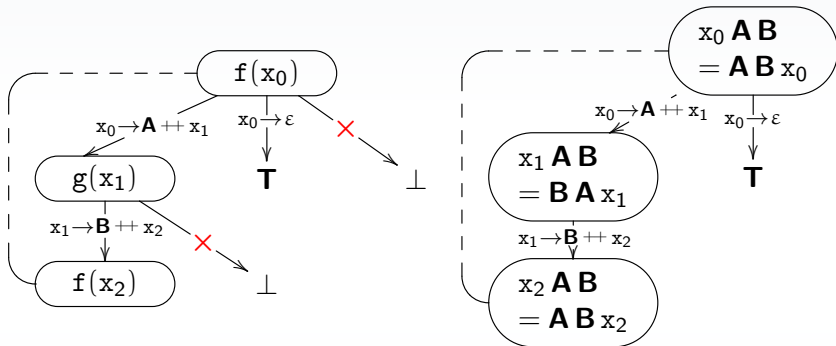 f(x₀)
x₀→A ++ x₁
x₀→ε
g(x₁)
T
⊥
x₁→B ++ x₂
f(x₂)
⊥
x₀ A B
= A B x₀
x₀→A ++ x₁
x₀→ε
x₁ A B
= B A x₁
T
x₁→B ++ x₂
x₂ A B
= A B x₂